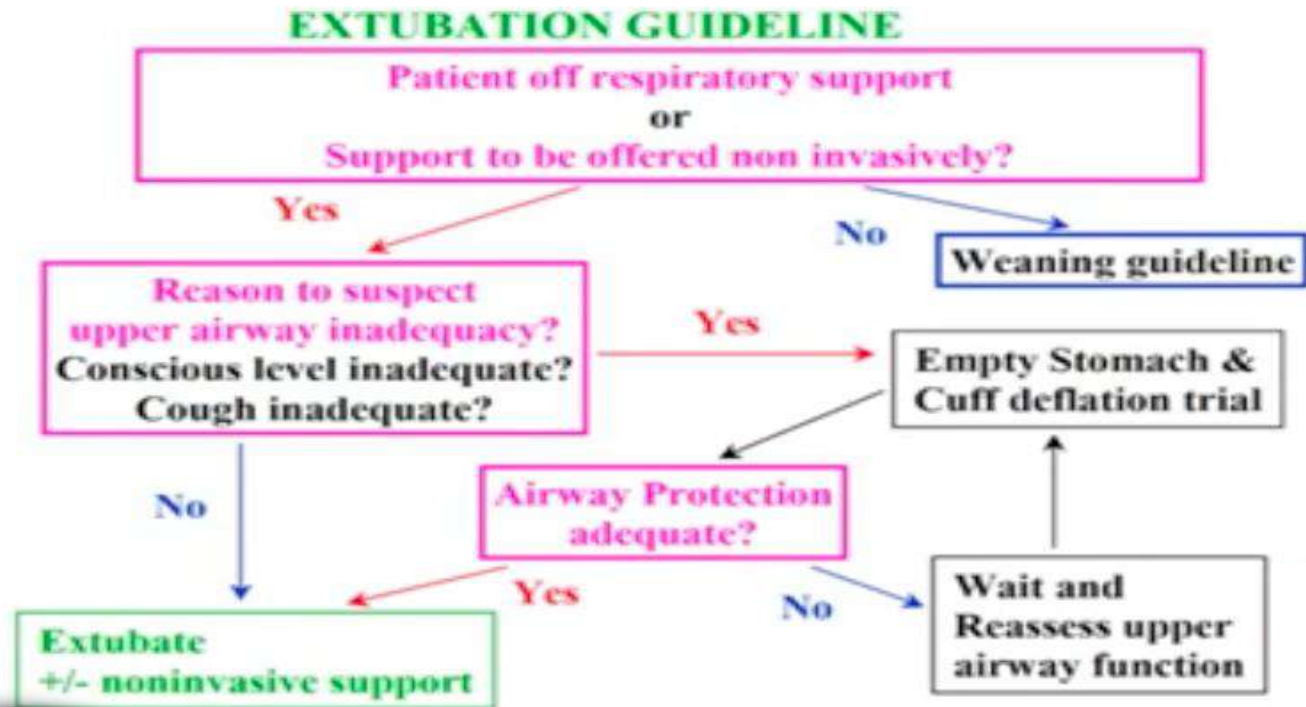 EXTUBATION GUIDELINE
Patient off respiratory support
or
Support to be offered non invasively?
Yes
No
Weaning guideline
Reason to suspect
upper airway inadequacy?
Conscious level inadequate?
Cough inadequate?
Yes
Empty Stomach &
Cuff deflation trial
No
Airway Protection
adequate?
Yes
No
Wait and
Reassess upper
airway function
Extubate
+/- noninvasive support